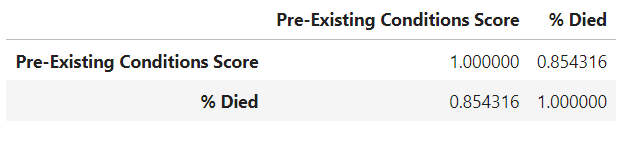 Pre-Existing Conditions Score % Died
Pre-Existing Conditions Score 1.000000 0.854316
% Died 0.854316 1.000000